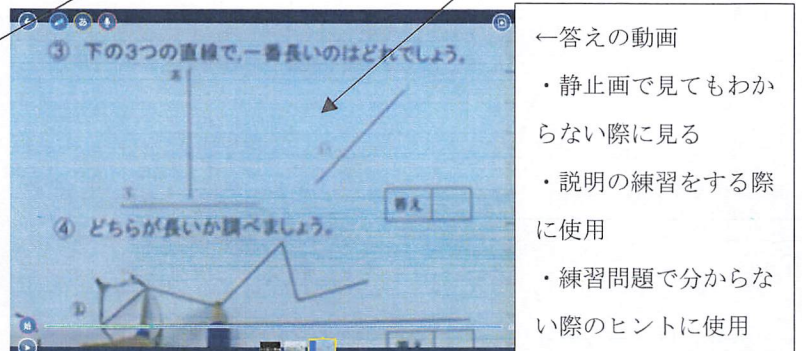 ③ 下の3つの直線で,一番長いのはどれでしょう。
答え
④ どちらが長いか調べましょう。
答え
←答えの動画
・静止画で見てもわか
らない際に見る
・説明の練習をする際
に使用
・練習問題で分からな
い際のヒントに使用